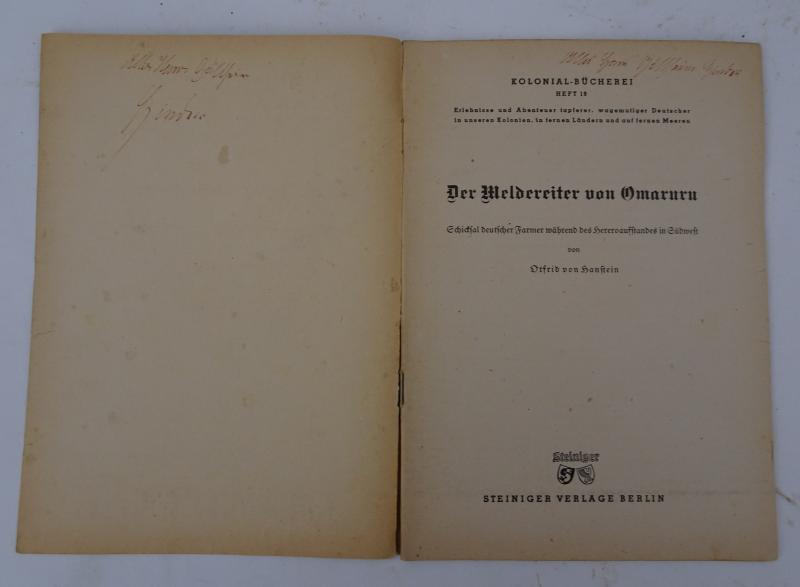 KOLONIAL-BÜCHEREI
HEFT 19
Erlebnisse und Abenteuer tapferer, wagemutiger Deutscher
in unseren Kolonien, in fernen Ländern und auf fernen Meeren
Der Meldereiter von Omaruru
Schicksal deutscher Farmer während des Hereroaufstandes in Südwest
von
Otfrid von Hanstein
Steiniger
STEINIGER VERLAGE BERLIN